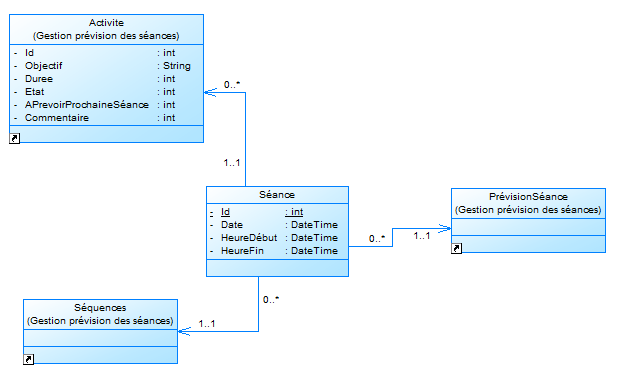 Activite
(Gestion prévision des séances)
- Id : int
- Objectif : String
- Duree : int
- Etat : int
- APrevoirProchaineSéance : int
- Commentaire : int
0..*
1..1
Séance
- Id : int
- Date : DateTime
- HeureDébut : DateTime
- HeureFin : DateTime
PrévisionSéance
(Gestion prévision des séances)
0..*
1..1
0..*
1..1
Séquences
(Gestion prévision des séances)